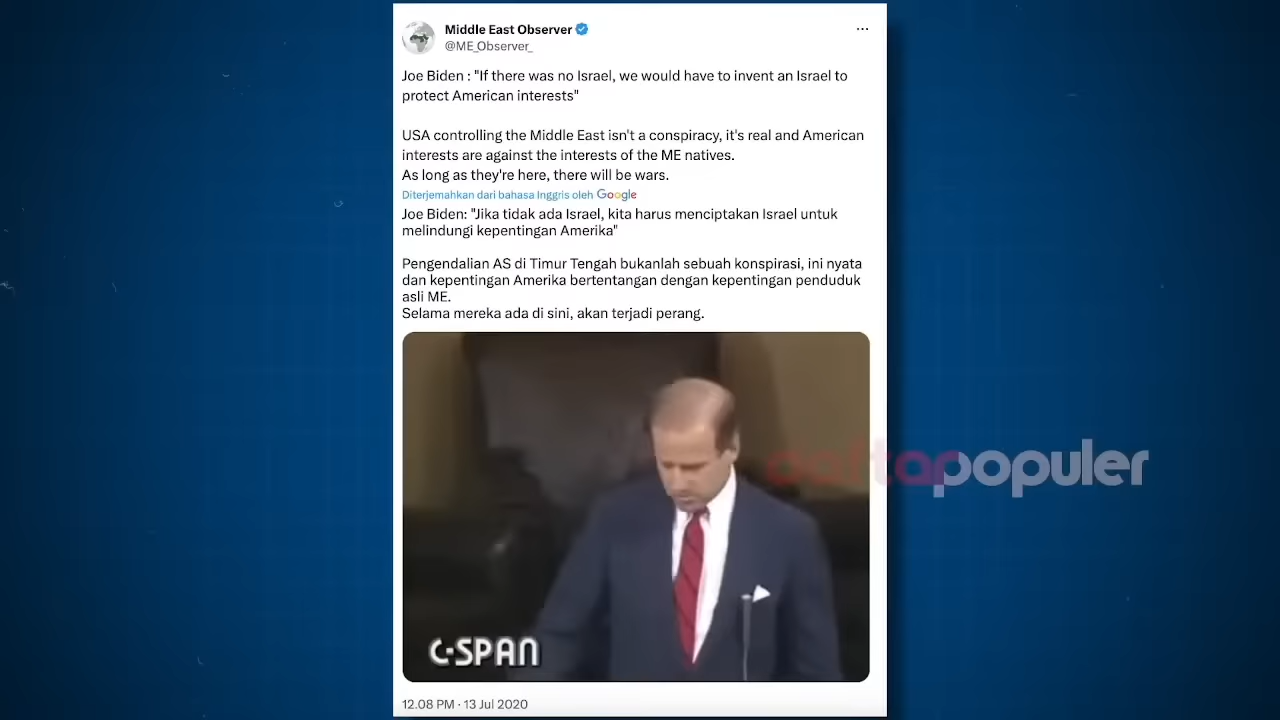 Middle East Observer
@ME_Observer_
Joe Biden : "If there was no Israel, we would have to invent an Israel to
protect American interests"
USA controlling the Middle East isn't a conspiracy, it's real and American
interests are against the interests of the ME natives.
As long as they're here, there will be wars.
Diterjemahkan dari bahasa Inggris oleh Google
Joe Biden: "Jika tidak ada Israel, kita harus menciptakan Israel untuk
melindungi kepentingan Amerika"
Pengendalian AS di Timur Tengah bukanlah sebuah konspirasi, ini nyata
dan kepentingan Amerika bertentangan dengan kepentingan penduduk
asli ME.
Selama mereka ada di sini, akan terjadi perang.
daftarpopuler
C-SPAN
12.08 PM · 13 Jul 2020